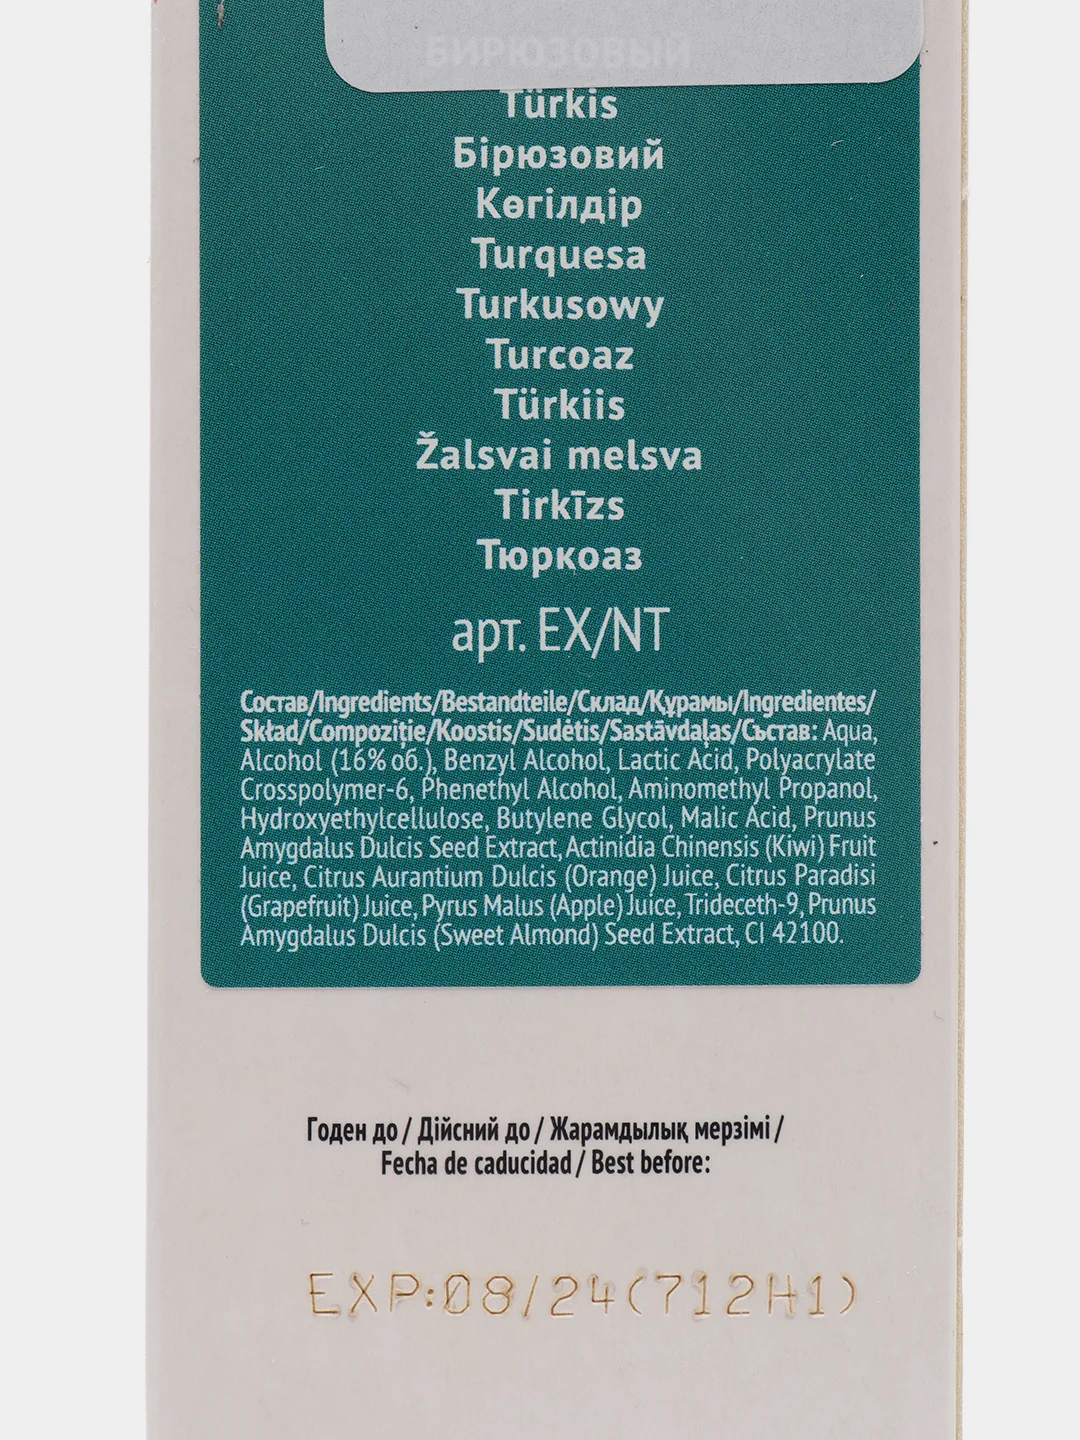 БИРЮЗОВЫЙ
Türkis
Бірюзовий
Көгілдір
Turquesa
Turkusowy
Turcoaz
Türkiis
Žalsvai melsva
Tirkīzs
Тюркоаз
арт. EX/NT
Состав/Ingredients/Bestandteile/Склад/Құрамы/Ingredientes/
Skład/Compoziţie/Koostis/Sudėtis/Sastāvdaļas/Състав: Aqua,
Alcohol (16% об.), Benzyl Alcohol, Lactic Acid, Polyacrylate
Crosspolymer-6, Phenethyl Alcohol, Aminomethyl Propanol,
Hydroxyethylcellulose, Butylene Glycol, Malic Acid, Prunus
Amygdalus Dulcis Seed Extract, Actinidia Chinensis (Kiwi) Fruit
Juice, Citrus Aurantium Dulcis (Orange) Juice, Citrus Paradisi
(Grapefruit) Juice, Pyrus Malus (Apple) Juice, Trideceth-9, Prunus
Amygdalus Dulcis (Sweet Almond) Seed Extract, CI 42100.
Годен до / Дійсний до / Жарамдылық мерзімі /
Fecha de caducidad / Best before:
EXP:08/24(712H1)